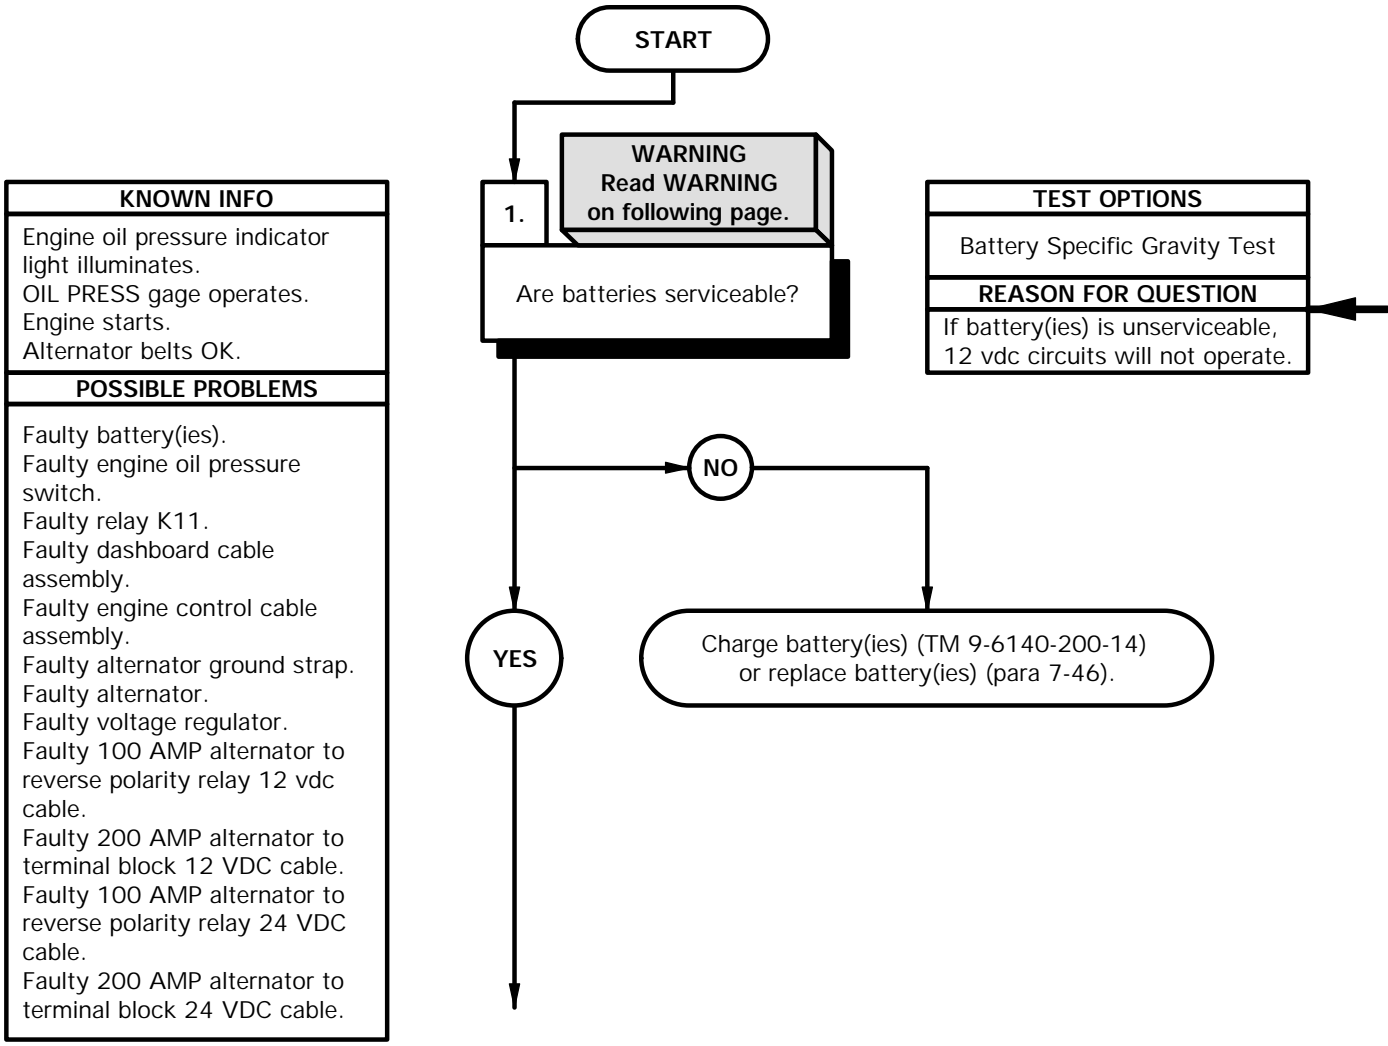 START
WARNING
Read WARNING
on following page.
1.
Are batteries serviceable?
KNOWN INFO
Engine oil pressure indicator
light illuminates.
OIL PRESS gage operates.
Engine starts.
Alternator belts OK.
POSSIBLE PROBLEMS
Faulty battery(ies).
Faulty engine oil pressure
switch.
Faulty relay K11.
Faulty dashboard cable
assembly.
Faulty engine control cable
assembly.
Faulty alternator ground strap.
Faulty alternator.
Faulty voltage regulator.
Faulty 100 AMP alternator to
reverse polarity relay 12 vdc
cable.
Faulty 200 AMP alternator to
terminal block 12 VDC cable.
Faulty 100 AMP alternator to
reverse polarity relay 24 VDC
cable.
Faulty 200 AMP alternator to
terminal block 24 VDC cable.
TEST OPTIONS
Battery Specific Gravity Test
REASON FOR QUESTION
If battery(ies) is unserviceable,
12 vdc circuits will not operate.
NO
YES
Charge battery(ies) (TM 9-6140-200-14)
or replace battery(ies) (para 7-46).